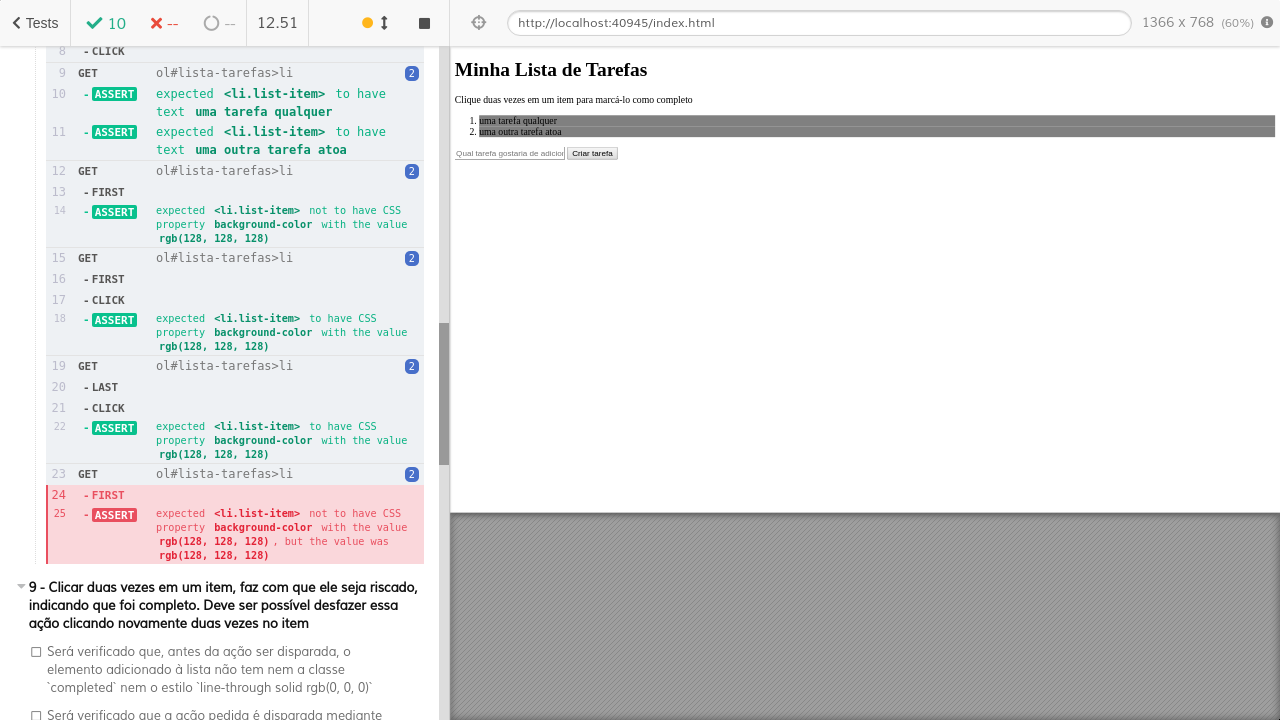 Tests 10 -- -- 12.51 http://localhost:40945/index.html 1366 x 768 (60%)
8 - CLICK
9 GET ol#lista-tarefas>li 2
10 - ASSERT expected <li.list-item> to have
text uma tarefa qualquer
11 - ASSERT expected <li.list-item> to have
text uma outra tarefa atoa
12 GET ol#lista-tarefas>li 2
13 - FIRST
14 - ASSERT expected <li.list-item> not to have CSS
property background-color with the value
rgb(128, 128, 128)
15 GET ol#lista-tarefas>li 2
16 - FIRST
17 - CLICK
18 - ASSERT expected <li.list-item> to have CSS
property background-color with the value
rgb(128, 128, 128)
19 GET ol#lista-tarefas>li 2
20 - LAST
21 - CLICK
22 - ASSERT expected <li.list-item> to have CSS
property background-color with the value
rgb(128, 128, 128)
23 GET ol#lista-tarefas>li 2
24 - FIRST
25 - ASSERT expected <li.list-item> not to have CSS
property background-color with the value
rgb(128, 128, 128) , but the value was
rgb(128, 128, 128)
9 - Clicar duas vezes em um item, faz com que ele seja riscado,
indicando que foi completo. Deve ser possível desfazer essa
ação clicando novamente duas vezes no item
Será verificado que, antes da ação ser disparada, o
elemento adicionado à lista não tem nem a classe
`completed` nem o estilo `line-through solid rgb(0, 0, 0)`
Será verificado que a ação pedida é disparada mediante
Minha Lista de Tarefas
Clique duas vezes em um item para marcá-lo como completo
1. uma tarefa qualquer
2. uma outra tarefa atoa
Qual tarefa gostaria de adicior Criar tarefa